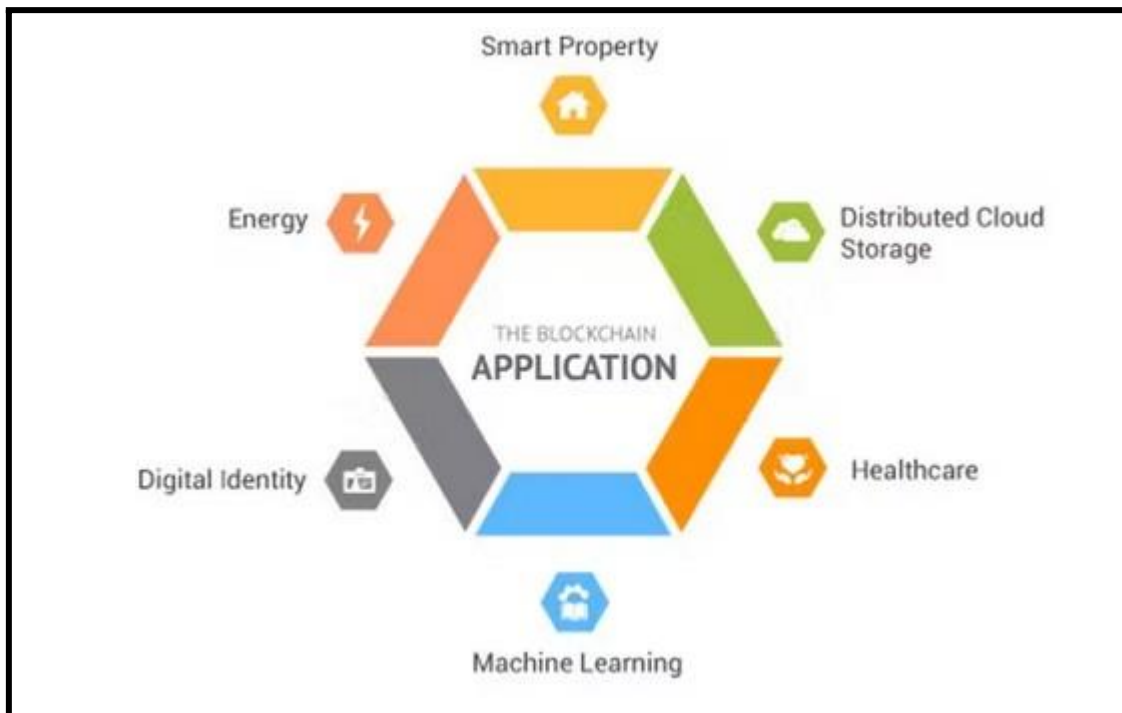 Smart Property
Energy
Distributed Cloud
Storage
THE BLOCKCHAIN
APPLICATION
Digital Identity
Healthcare
Machine Learning